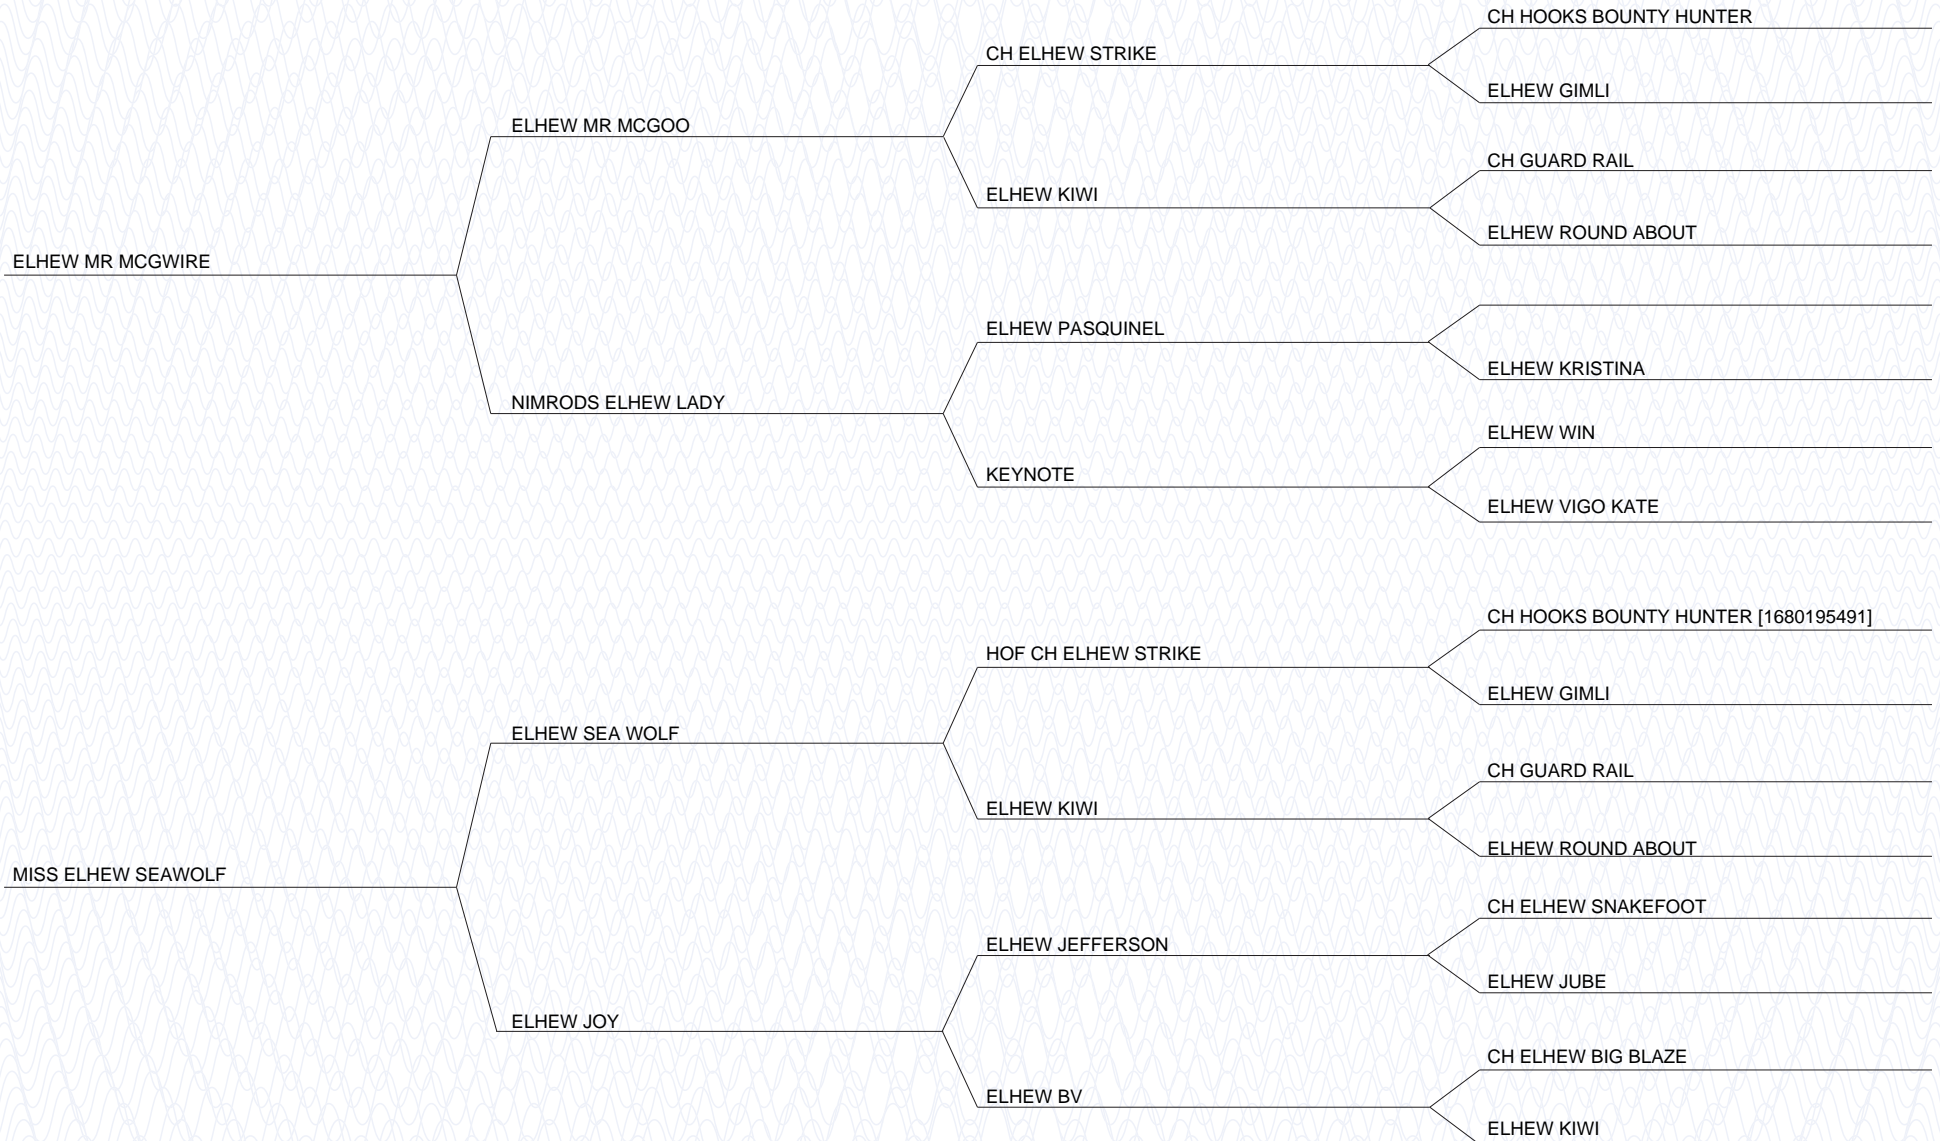 CH HOOKS BOUNTY HUNTER
CH ELHEW STRIKE
ELHEW GIMLI
ELHEW MR MCGOO
CH GUARD RAIL
ELHEW KIWI
ELHEW ROUND ABOUT
ELHEW MR MCGWIRE
ELHEW PASQUINEL
ELHEW KRISTINA
NIMRODS ELHEW LADY
ELHEW WIN
KEYNOTE
ELHEW VIGO KATE
CH HOOKS BOUNTY HUNTER [1680195491]
HOF CH ELHEW STRIKE
ELHEW GIMLI
ELHEW SEA WOLF
CH GUARD RAIL
ELHEW KIWI
ELHEW ROUND ABOUT
MISS ELHEW SEAWOLF
CH ELHEW SNAKEFOOT
ELHEW JEFFERSON
ELHEW JUBE
ELHEW JOY
CH ELHEW BIG BLAZE
ELHEW BV
ELHEW KIWI